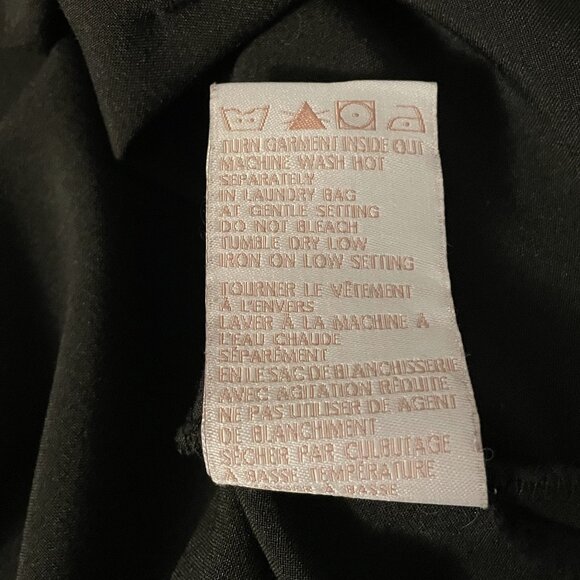 TURN GARMENT INSIDE OUT
MACHINE WASH HOT
SEPARATELY
IN LAUNDRY BAG
AT GENTLE SETTING
DO NOT BLEACH
TUMBLE DRY LOW
IRON ON LOW SETTING
TOURNER LE VÊTEMENT
À L'ENVERS
LAVER À LA MACHINE À
L'EAU CHAUDE
SÉPARÉMENT
EN LE SAC DE BLANCHISSERIE
AVEC AGITATION RÉDUITE
NE PAS UTILISER DE AGENT
DE BLANCHIMENT
SÉCHER PAR CULBUTAGE
À BASSE TEMPÉRATURE
À BASSE